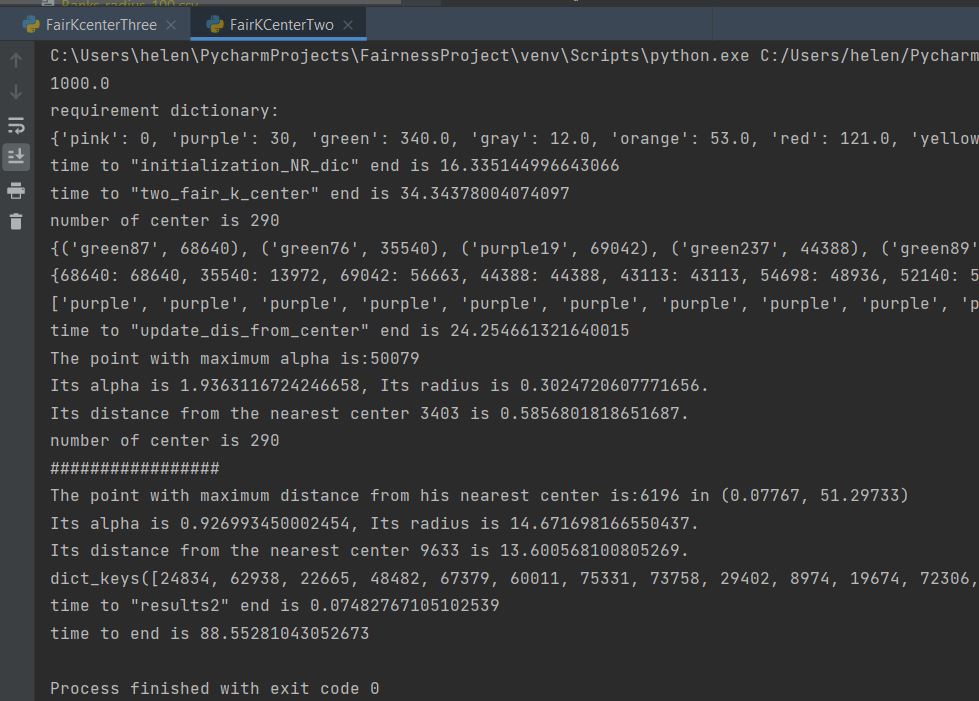 Ranks_radius_100.csv
FairKcenterThree × FairKCenterTwo ×
C:\Users\helen\PycharmProjects\FairnessProject\venv\Scripts\python.exe C:/Users/helen/Pycharm
1000.0
requirement dictionary:
{'pink': 0, 'purple': 30, 'green': 340.0, 'gray': 12.0, 'orange': 53.0, 'red': 121.0, 'yellow
time to "initialization_NR_dic" end is 16.335144996643066
time to "two_fair_k_center" end is 34.34378004074097
number of center is 290
{('green87', 68640), ('green76', 35540), ('purple19', 69042), ('green237', 44388), ('green89'
{68640: 68640, 35540: 13972, 69042: 56663, 44388: 44388, 43113: 43113, 54698: 48936, 52140: 5
['purple', 'purple', 'purple', 'purple', 'purple', 'purple', 'purple', 'purple', 'purple', 'p
time to "update_dis_from_center" end is 24.254661321640015
The point with maximum alpha is:50079
Its alpha is 1.9363116724246658, Its radius is 0.3024720607771656.
Its distance from the nearest center 3403 is 0.5856801818651687.
number of center is 290
#################
The point with maximum distance from his nearest center is:6196 in (0.07767, 51.29733)
Its alpha is 0.926993450002454, Its radius is 14.671698166550437.
Its distance from the nearest center 9633 is 13.600568100805269.
dict_keys([24834, 62938, 22665, 48482, 67379, 60011, 75331, 73758, 29402, 8974, 19674, 72306,
time to "results2" end is 0.07482767105102539
time to end is 88.55281043052673
Process finished with exit code 0